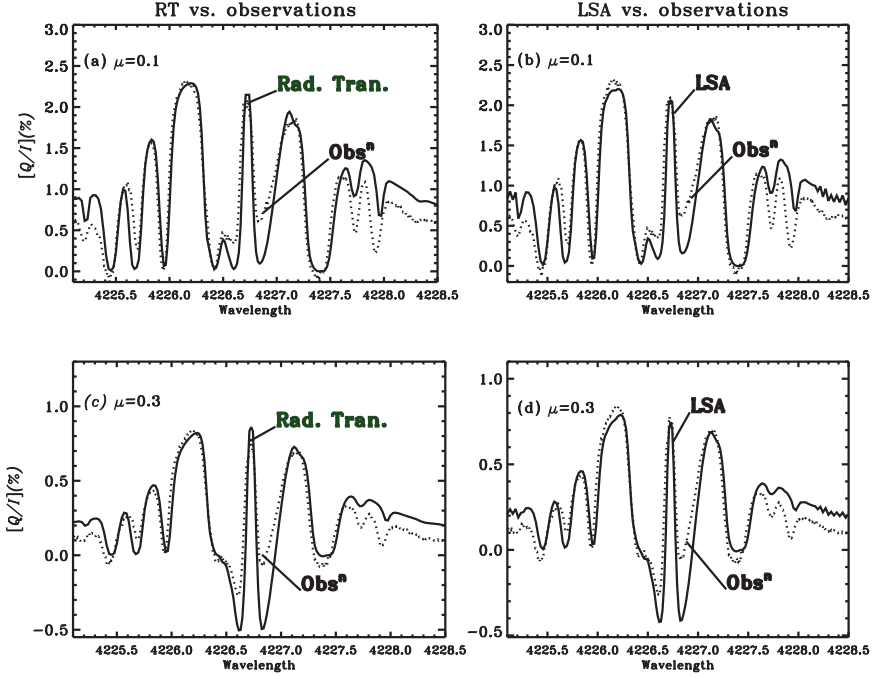 RT vs. observations
LSA vs. observations
3.0
2.5
2.0
1.5
1.0
0.5
0.0
[Q/I](%)
(a) μ=0.1
Rad. Tran.
Obsⁿ
4225.5 4226.0 4226.5 4227.0 4227.5 4228.0 4228.5
Wavelength
3.0
2.5
2.0
1.5
1.0
0.5
0.0
(b) μ=0.1
LSA
Obsⁿ
4225.5 4226.0 4226.5 4227.0 4227.5 4228.0 4228.5
Wavelength
1.0
0.5
0.0
−0.5
[Q/I](%)
(c) μ=0.3
Rad. Tran.
Obsⁿ
4225.5 4226.0 4226.5 4227.0 4227.5 4228.0 4228.5
Wavelength
1.0
0.5
0.0
−0.5
(d) μ=0.3
LSA
Obsⁿ
4225.5 4226.0 4226.5 4227.0 4227.5 4228.0 4228.5
Wavelength